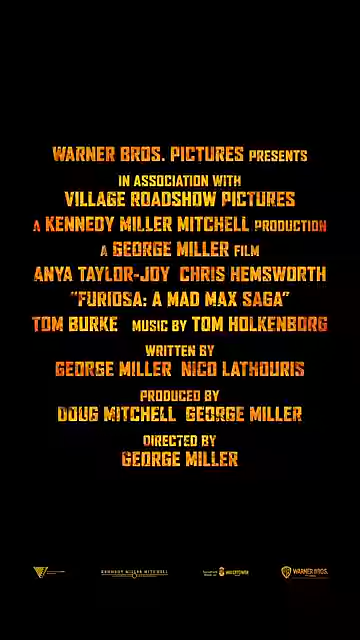 WARNER BROS. PICTURES PRESENTS
IN ASSOCIATION WITH
VILLAGE ROADSHOW PICTURES
A KENNEDY MILLER MITCHELL PRODUCTION
A GEORGE MILLER FILM
ANYA TAYLOR-JOY CHRIS HEMSWORTH
"FURIOSA: A MAD MAX SAGA"
TOM BURKE MUSIC BY TOM HOLKENBORG
WRITTEN BY
GEORGE MILLER NICO LATHOURIS
PRODUCED BY
DOUG MITCHELL GEORGE MILLER
DIRECTED BY
GEORGE MILLER
KENNEDY MILLER MITCHELL WARNER BROS.